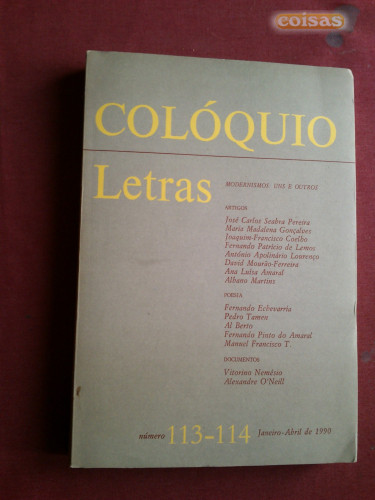 coisas
COLÓQUIO
Letras
MODERNISMOS, UNS E OUTROS
ARTIGOS
José Carlos Seabra Pereira
Maria Madalena Gonçalves
Joaquim-Francisco Coelho
Fernando Patrício de Lemos
António Apolinário Lourenço
David Mourão-Ferreira
Ana Luísa Amaral
Albano Martins
POESIA
Fernando Echevarría
Pedro Tamen
Al Berto
Fernando Pinto do Amaral
Manuel Francisco T.
DOCUMENTOS
Vitorino Nemésio
Alexandre O'Neill
número 113-114 Janeiro-Abril de 1990